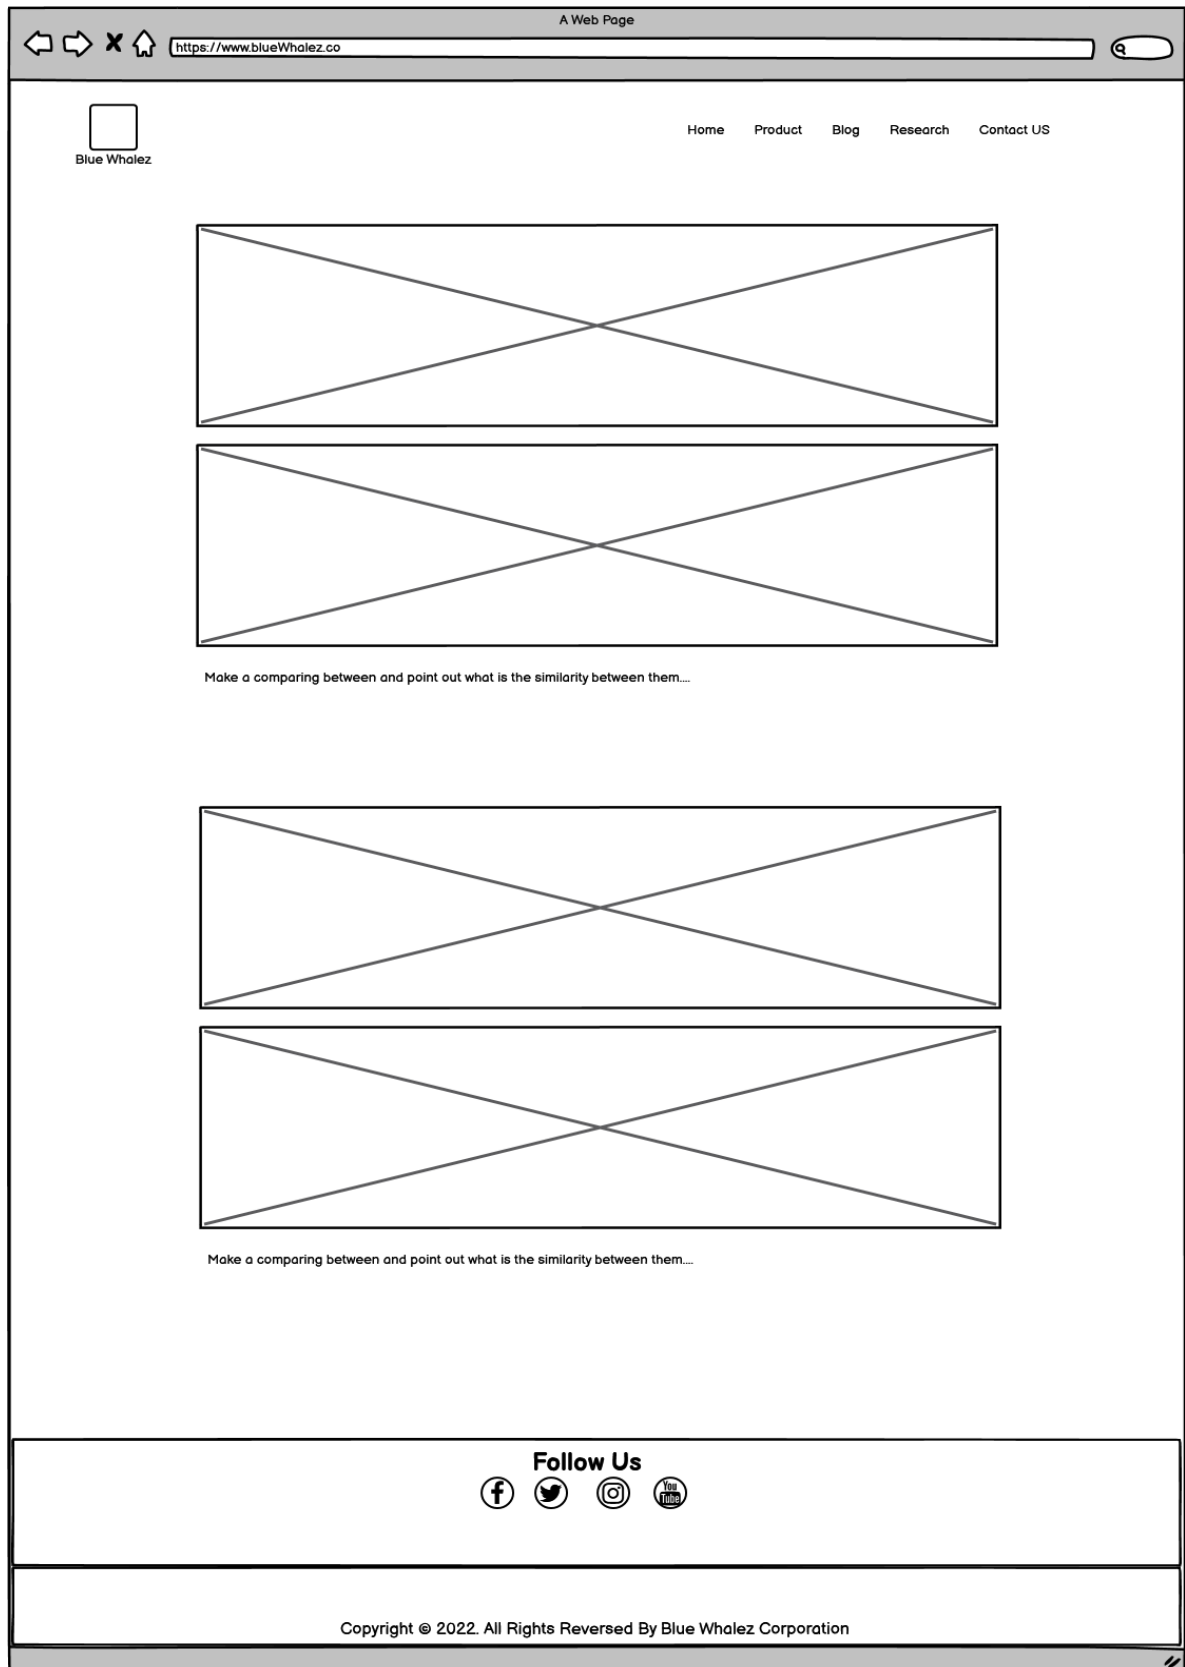 A Web Page
https://www.blueWhalez.co
Blue Whalez
Home Product Blog Research Contact US
Make a comparing between and point out what is the similarity between them....
Make a comparing between and point out what is the similarity between them....
Follow Us
You
Tube
Copyright © 2022. All Rights Reversed By Blue Whalez Corporation